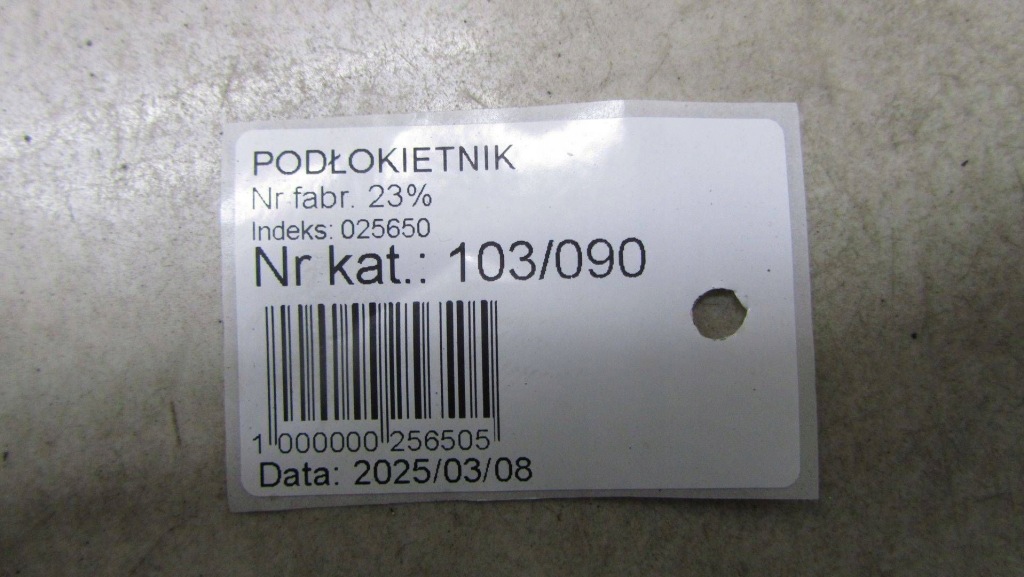 PODŁOKIETNIK
Nr fabr. 23%
Indeks: 025650
Nr kat.: 103/090
1 000000 256505
Data: 2025/03/08